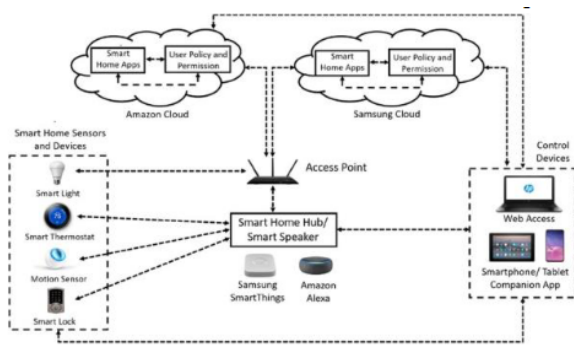 Smart
Home Apps
User Policy and
Permission
Smart
Home Apps
User Policy and
Permission
Amazon Cloud
Samsung Cloud
Smart Home Sensors
and Devices
Control
Devices
Access Point
Smart Light
Web Access
Smart Home Hub/
Smart Speaker
Smart Thermostat
Motion Sensor
Samsung
SmartThings
Amazon
Alexa
Smartphone/ Tablet
Companion App
Smart Lock